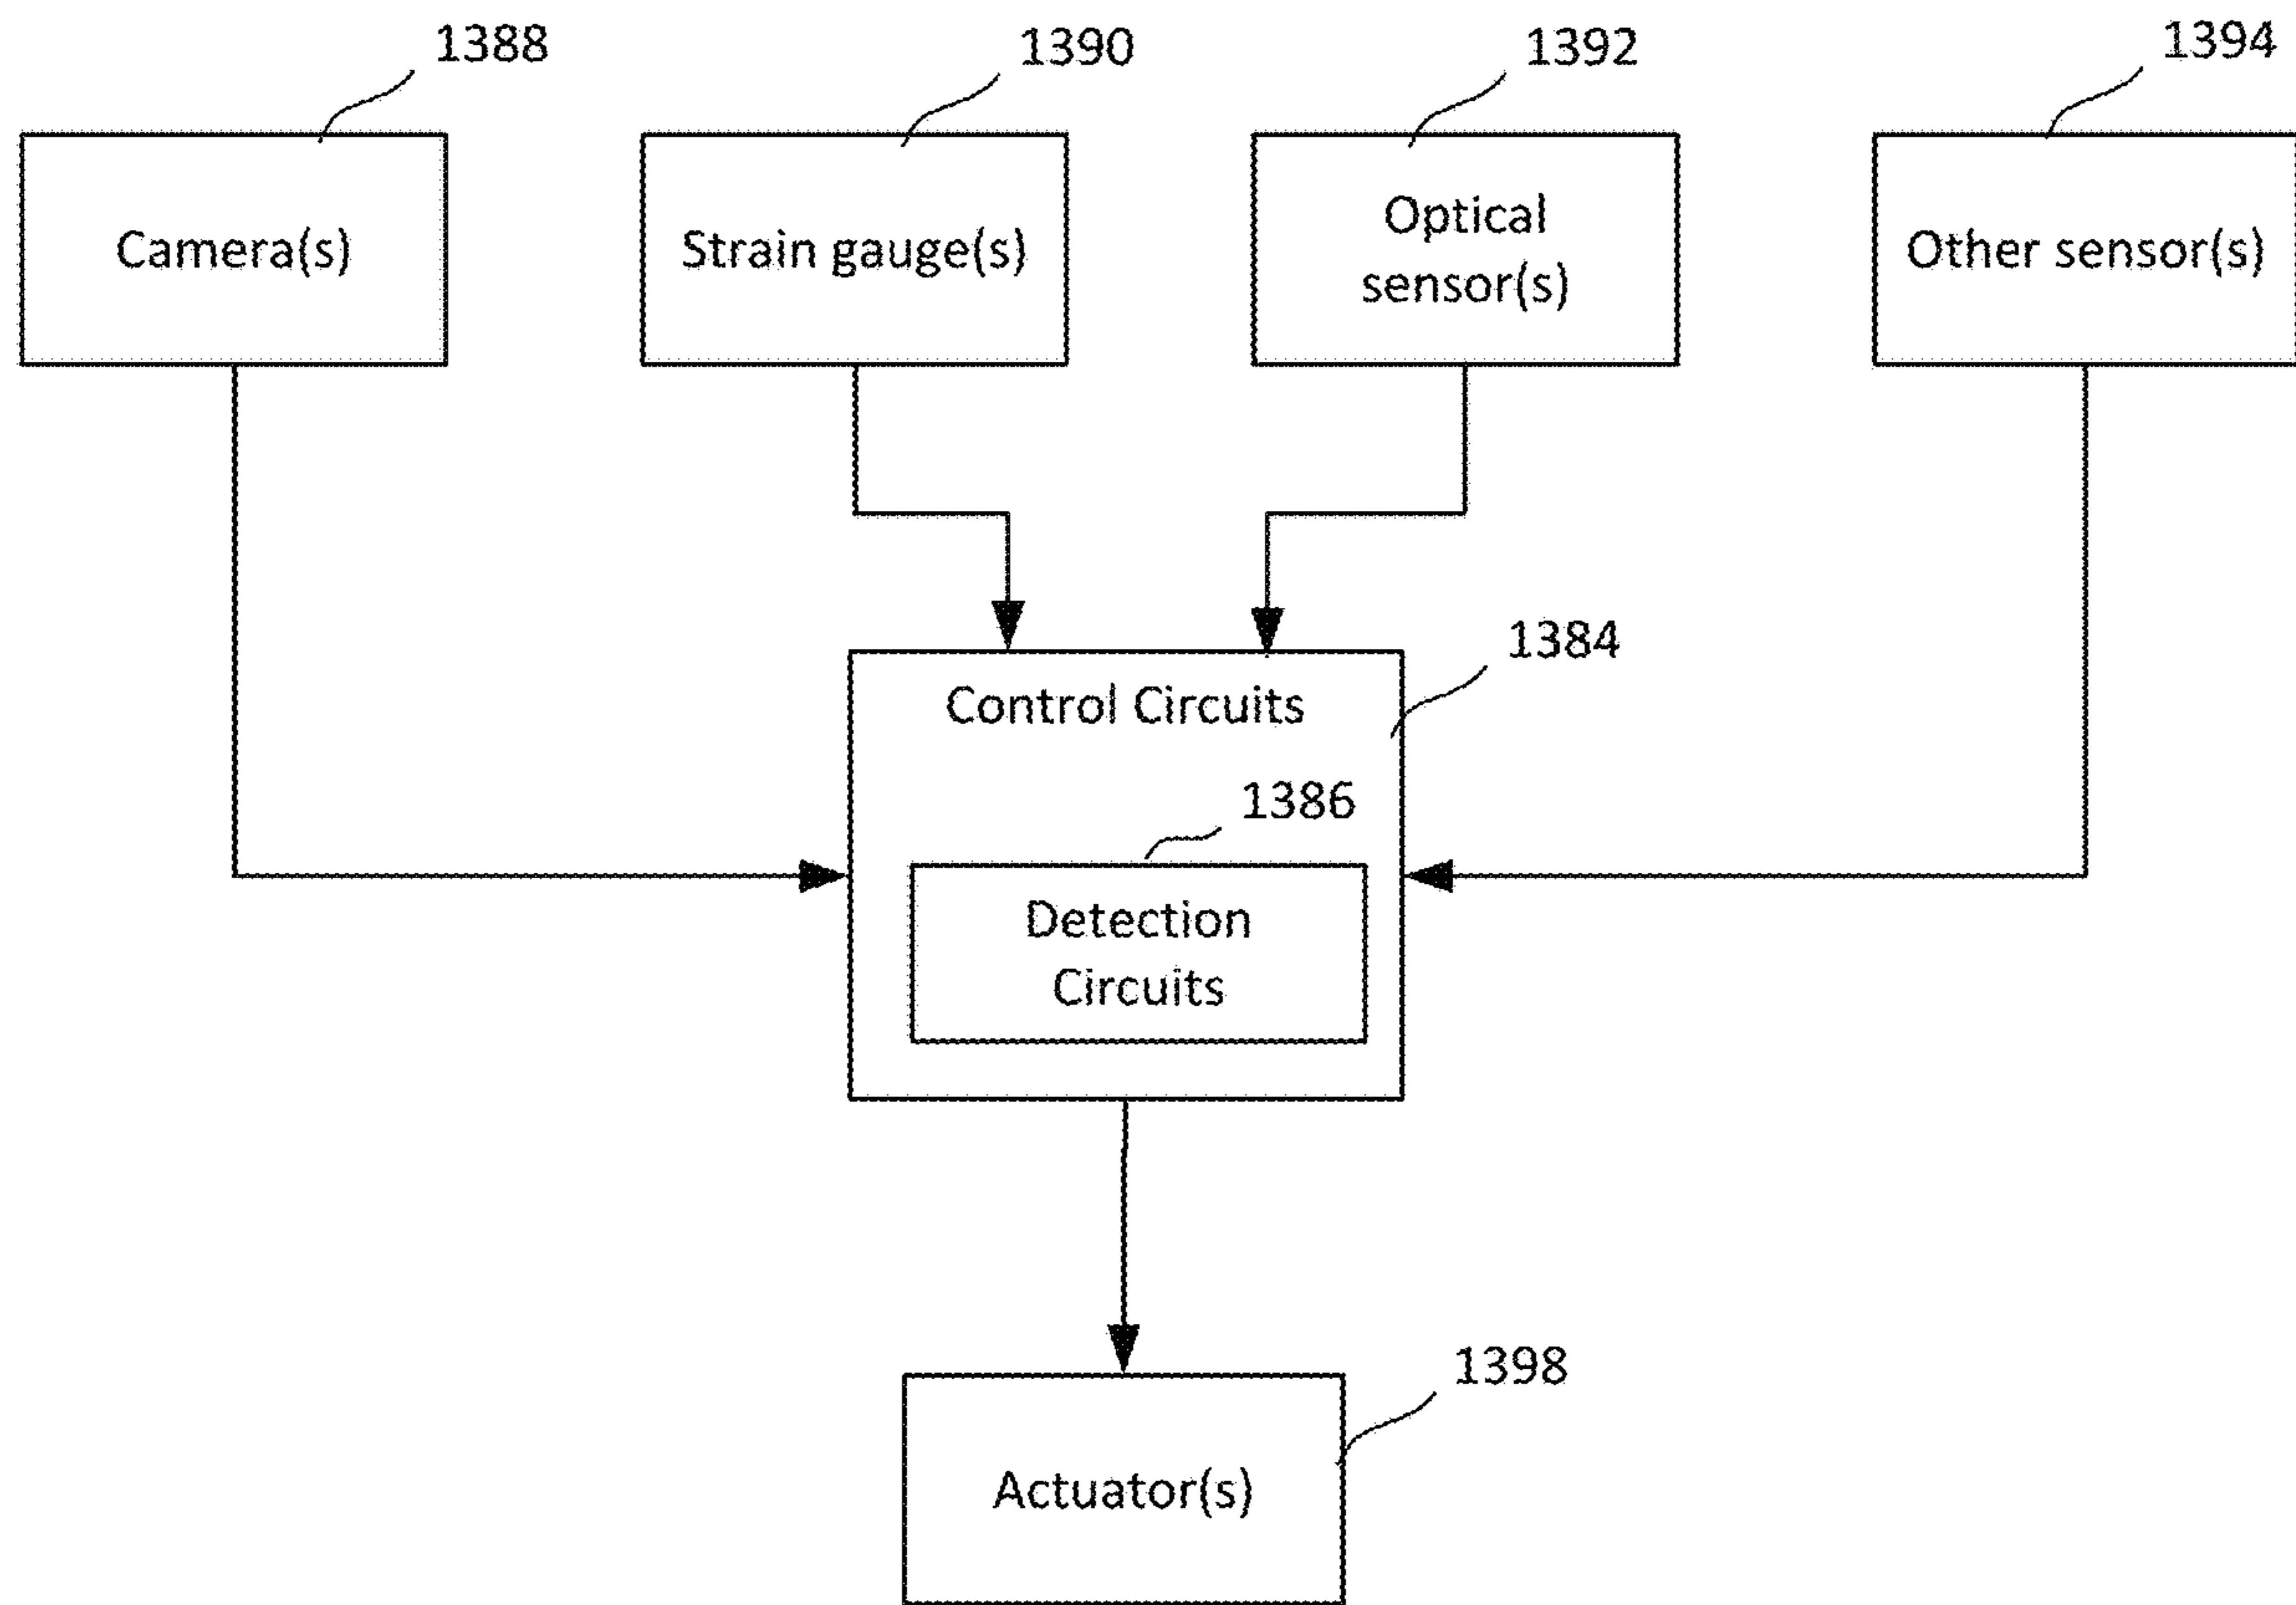 1388
1390
1392
1394
Camera(s)
Strain gauge(s)
Optical
sensor(s)
Other sensor(s)
1384
Control Circuits
1386
Detection
Circuits
1398
Actuator(s)